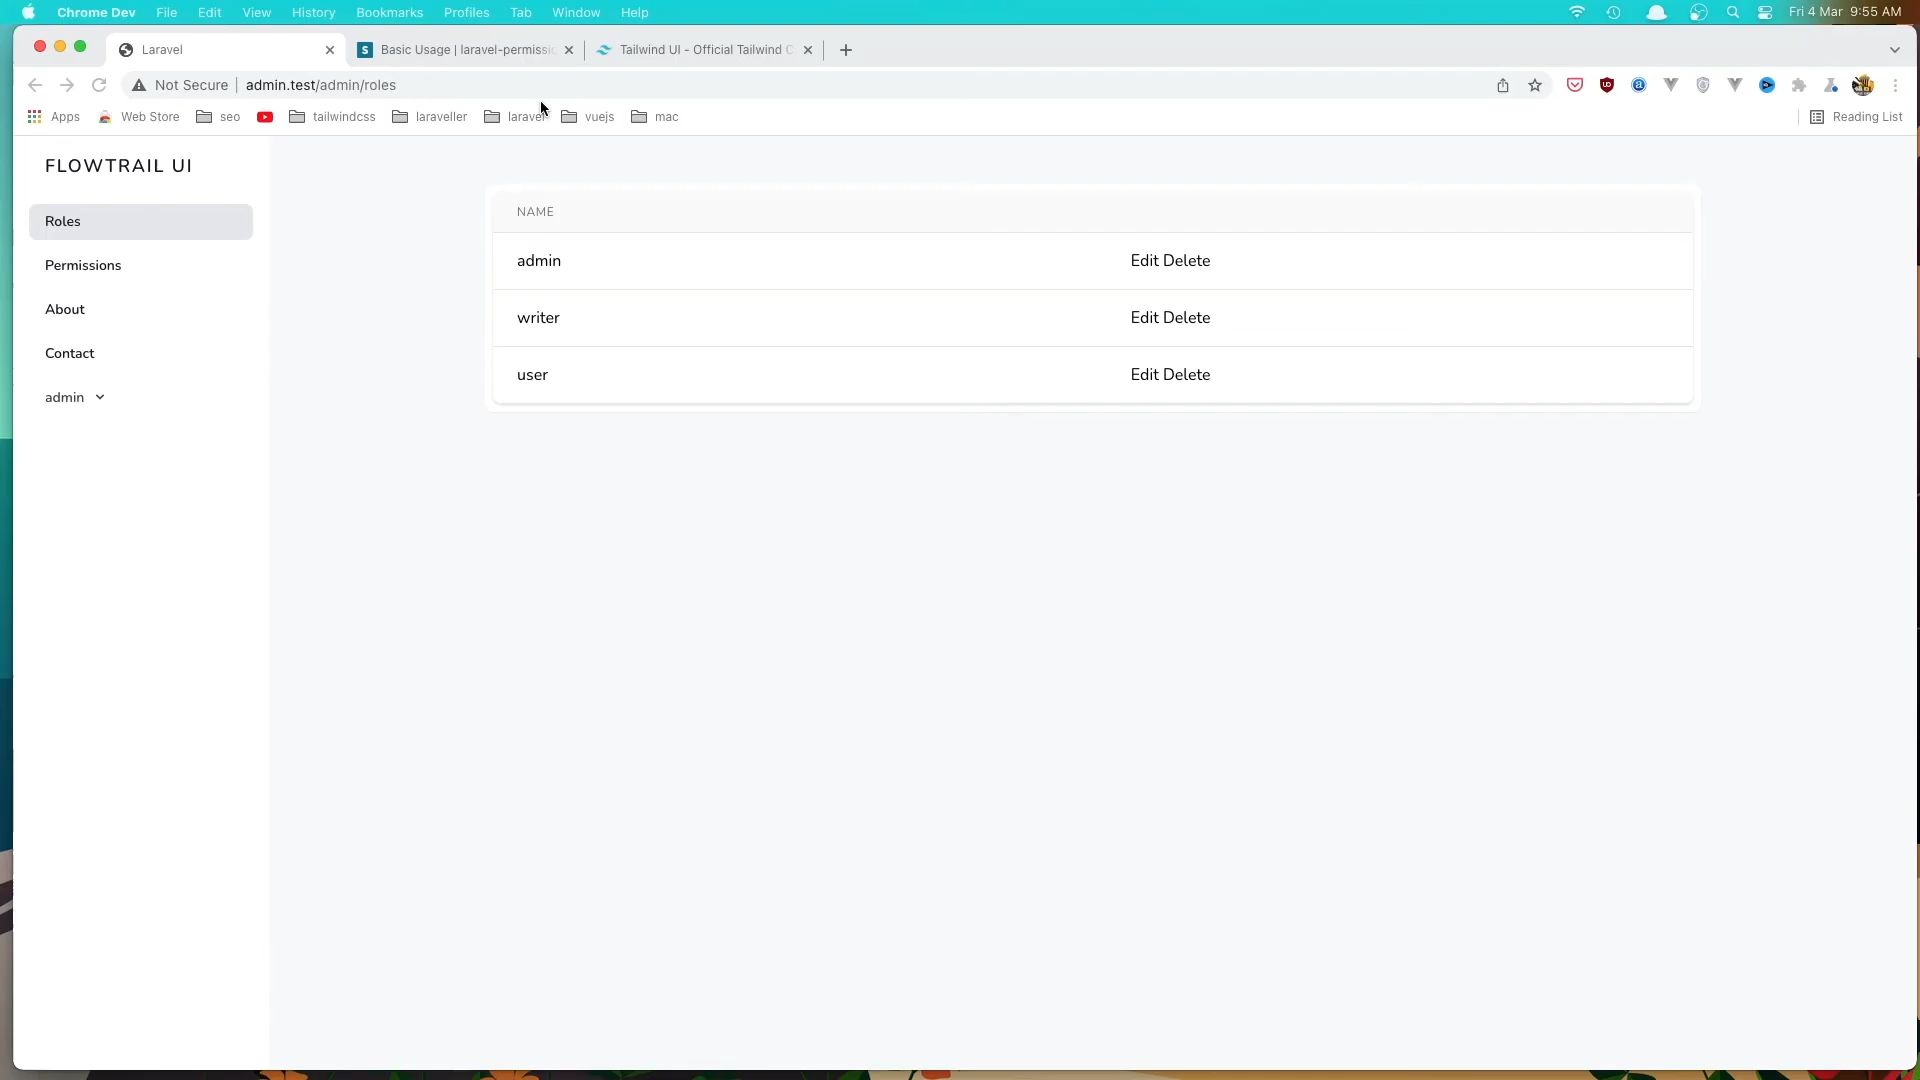 Chrome Dev File Edit View History Bookmarks Profiles Tab Window Help Fri 4 Mar 9:55 AM
Laravel Basic Usage | laravel-permissic Tailwind UI - Official Tailwind C
Not Secure admin.test/admin/roles
Apps Web Store seo tailwindcss laraveller laravel vuejs mac Reading List
FLOWTRAIL UI
Roles
Permissions
About
Contact
admin
NAME
admin Edit Delete
writer Edit Delete
user Edit Delete